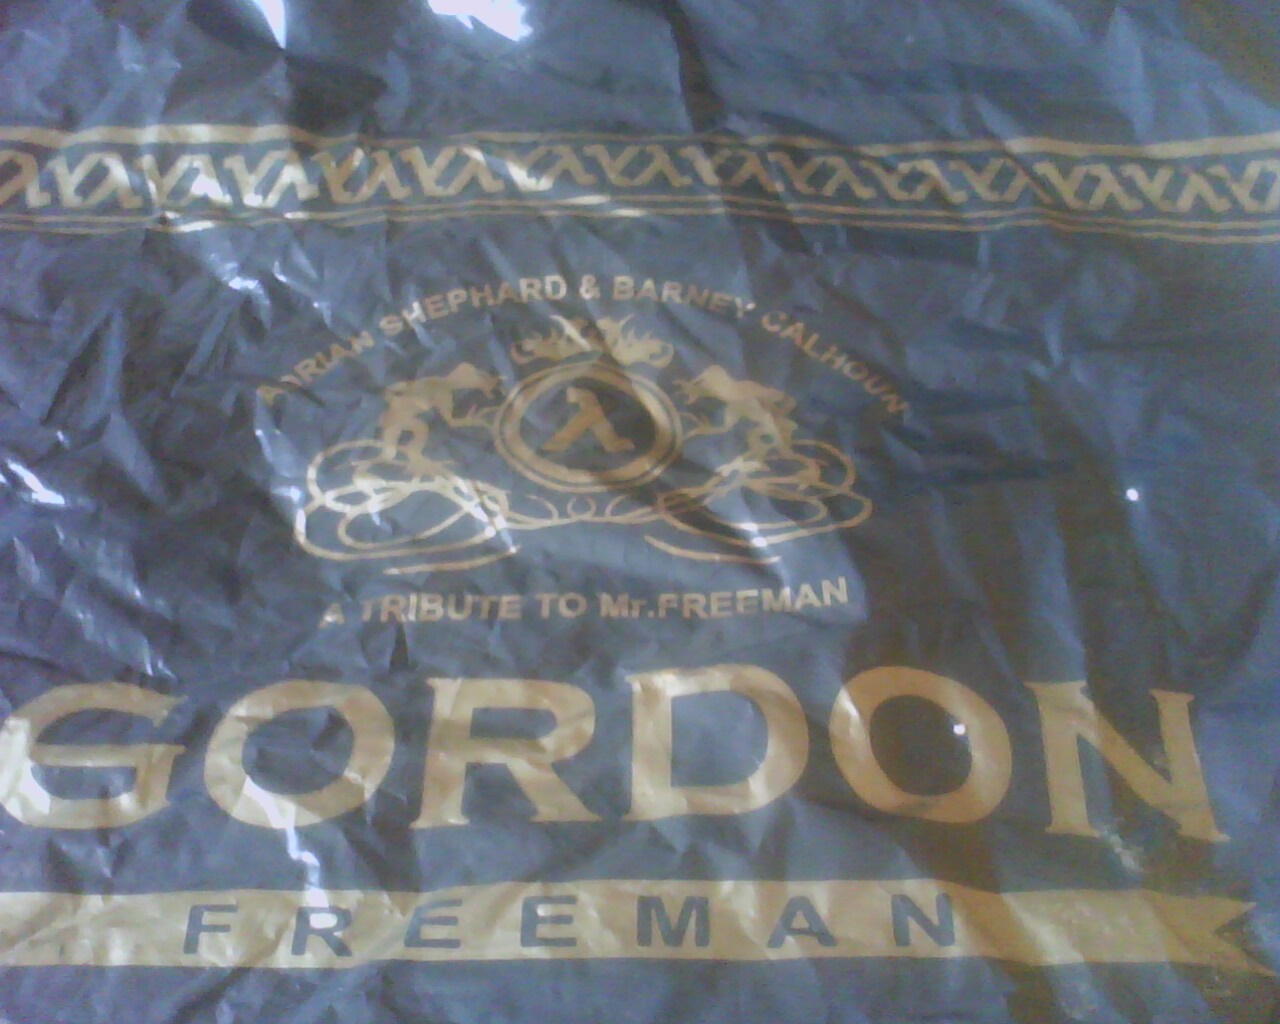 ADRIAN SHEPHARD & BARNEY CALHOUN
λ
A TRIBUTE TO Mr.FREEMAN
GORDON
FREEMAN